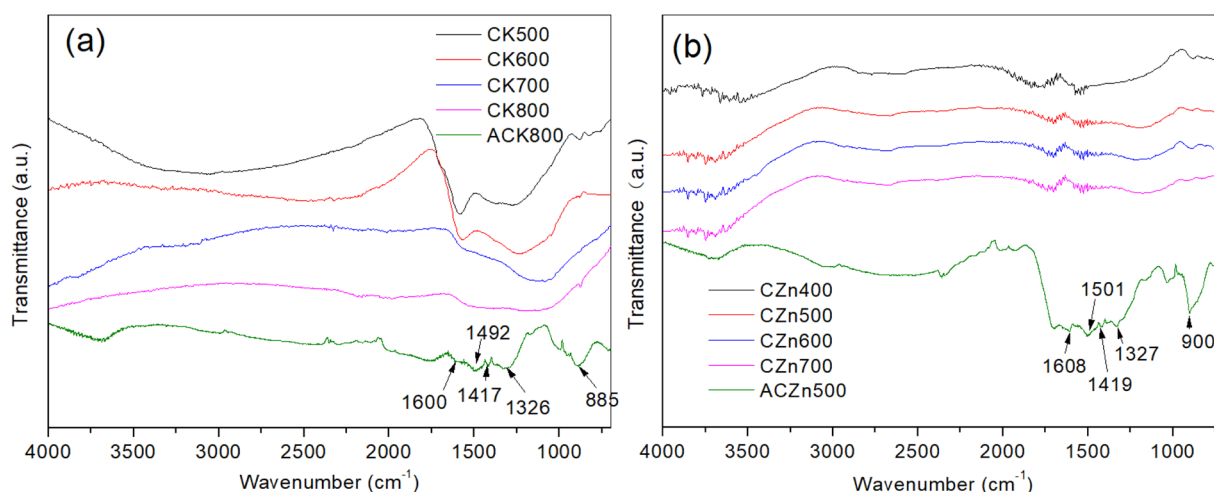 (a)
CK500
CK600
CK700
CK800
ACK800
Transmittance (a.u.)
1492
1600
1417
1326
885
4000
3500
3000
2500
2000
1500
1000
Wavenumber (cm⁻¹)
(b)
Transmittance (a.u.)
CZn400
CZn500
CZn600
CZn700
ACZn500
1501
1608
1419
1327
900
4000
3500
3000
2500
2000
1500
1000
Wavenumber (cm⁻¹)